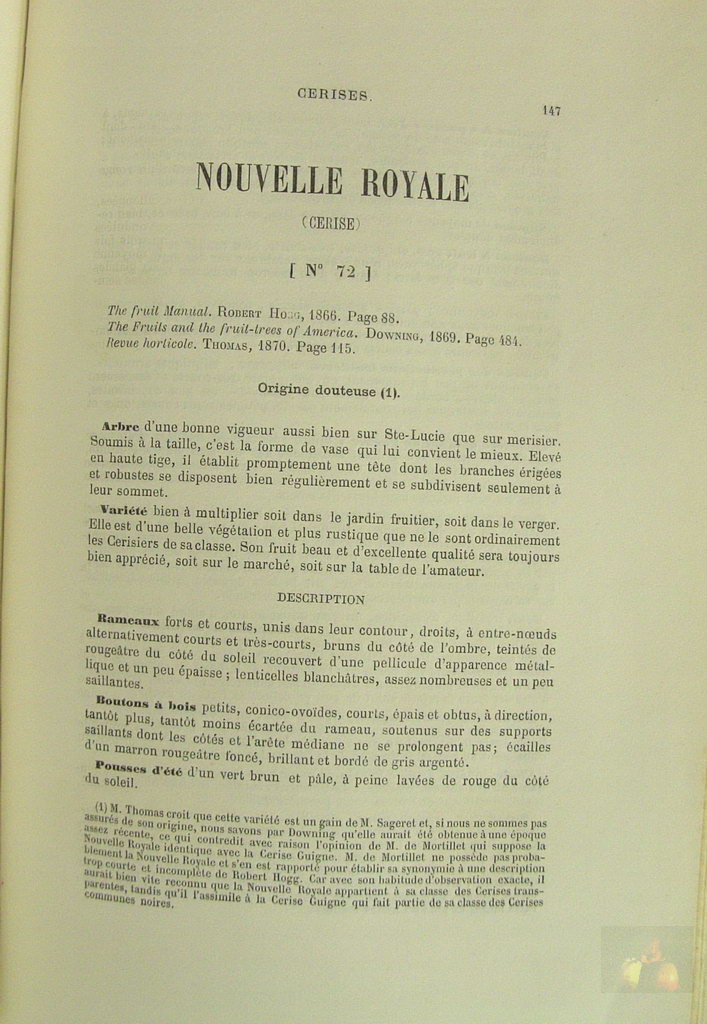 CERISES.
147
NOUVELLE ROYALE
(CERISE)
[ N° 72 ]
The fruit Manual. ROBERT HOGG, 1866. Page 88.
The Fruits and the fruit-trees of America. DOWNING, 1869. Page 484.
Revue horticole. THOMAS, 1870. Page 115.
Origine douteuse (1).
Arbre d'une bonne vigueur aussi bien sur Ste-Lucie que sur merisier.
Soumis à la taille, c'est la forme de vase qui lui convient le mieux. Elevé
en haute tige, il établit promptement une tête dont les branches érigées
et robustes se disposent bien régulièrement et se subdivisent seulement à
leur sommet.
Variété bien à multiplier soit dans le jardin fruitier, soit dans le verger.
Elle est d'une belle végétation et plus rustique que ne le sont ordinairement
les Cerisiers de sa classe. Son fruit beau et d'excellente qualité sera toujours
bien apprécié, soit sur le marché, soit sur la table de l'amateur.
DESCRIPTION
Rameaux forts et courts, unis dans leur contour, droits, à entre-nœuds
alternativement courts et très-courts, bruns du côté de l'ombre, teintés de
rougeâtre du côté du soleil recouvert d'une pellicule d'apparence métal-
lique et un peu épaisse ; lenticelles blanchâtres, assez nombreuses et un peu
saillantes.
Boutons à bois petits, conico-ovoïdes, courts, épais et obtus, à direction,
tantôt plus, tantôt moins écartée du rameau, soutenus sur des supports
saillants dont les côtés et l'arête médiane ne se prolongent pas; écailles
d'un marron rougeâtre foncé, brillant et bordé de gris argenté.
Pousses d'été d'un vert brun et pâle, à peine lavées de rouge du côté
du soleil.
(1) M. Thomas croit que cette variété est un gain de M. Sageret et, si nous ne sommes pas
assurés de son origine, nous savons par Downing qu'elle aurait été obtenue à une époque
assez récente, ce qui contredit avec raison l'opinion de M. de Mortillet qui suppose la
Nouvelle Royale identique avec la Cerise Guigne. M. de Mortillet ne possède pas proba-
blement la Nouvelle Royale et s'en est rapporté pour établir sa synonymie à une description
trop courte et incomplète de Robert Hogg. Car avec son habitude d'observation exacte, il
aurait bien vite reconnu que la Nouvelle Royale appartient à sa classe des Cerises trans-
parentes, tandis qu'il l'assimile à la Cerise Guigne qui fait partie de sa classe des Cerises
communes noires.